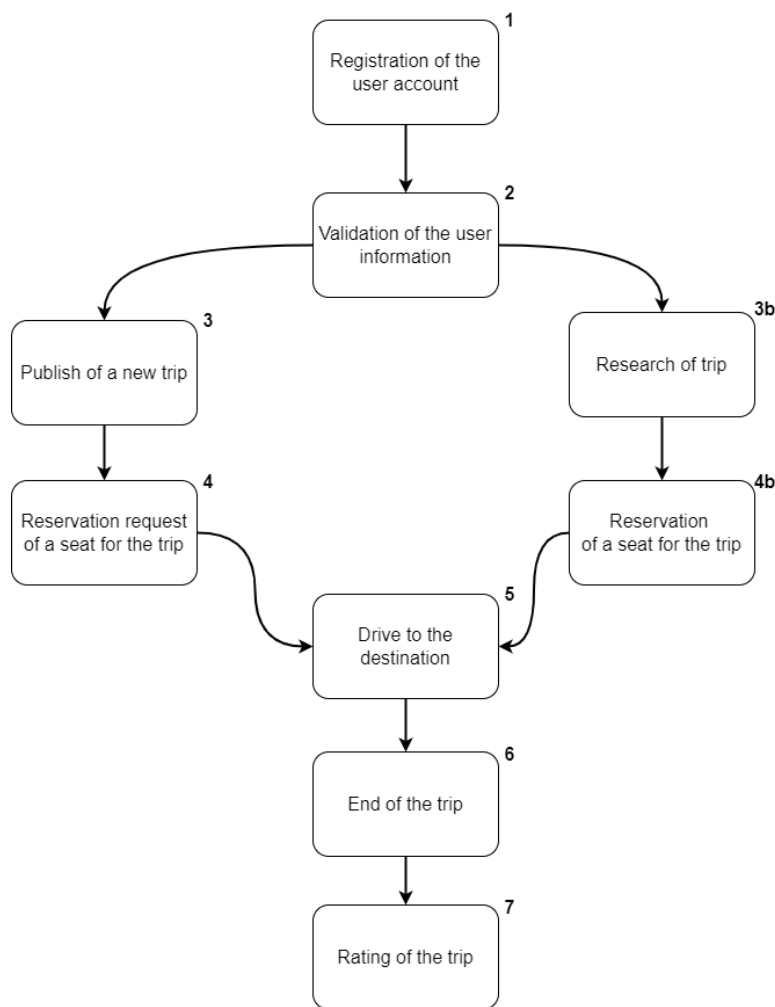 1
Registration of the
user account
2
Validation of the user
information
3
Publish of a new trip
3b
Research of trip
4
Reservation request
of a seat for the trip
4b
Reservation
of a seat for the trip
5
Drive to the
destination
6
End of the trip
7
Rating of the trip